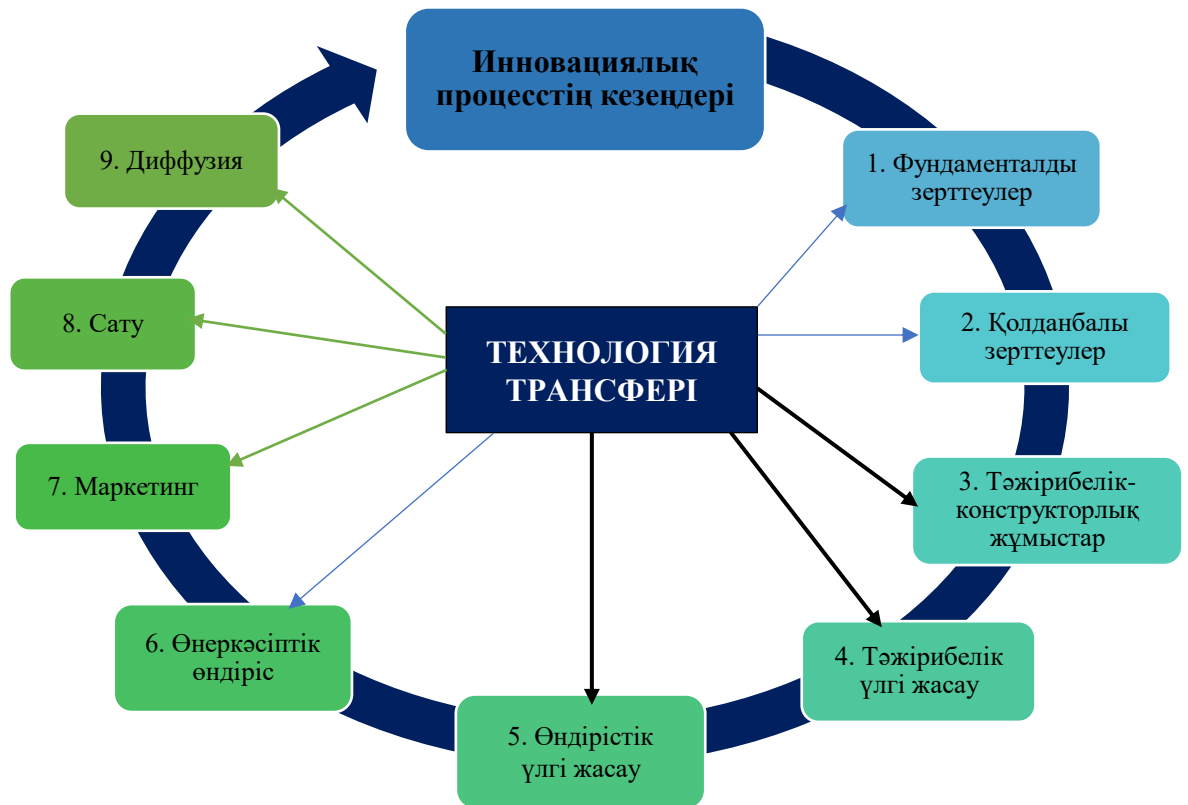 Инновациялық
процесстің кезеңдері
1. Фундаменталды
зерттеулер
2. Қолданбалы
зерттеулер
3. Тәжірибелік-
конструкторлық
жұмыстар
4. Тәжірибелік
үлгі жасау
5. Өндірістік
үлгі жасау
6. Өнеркәсіптік
өндіріс
7. Маркетинг
8. Сату
9. Диффузия
ТЕХНОЛОГИЯ
ТРАНСФЕРІ